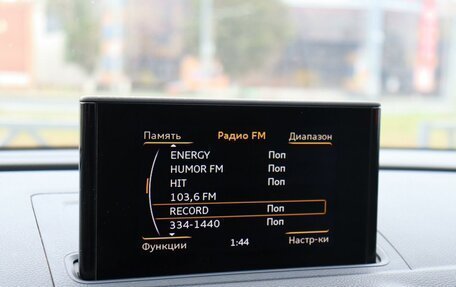 Память Радио FM Диапазон
ENERGY Поп
HUMOR FM Поп
HIT Поп
103,6 FM
RECORD Поп
334-1440 Поп
Функции 1:44 Настр-ки